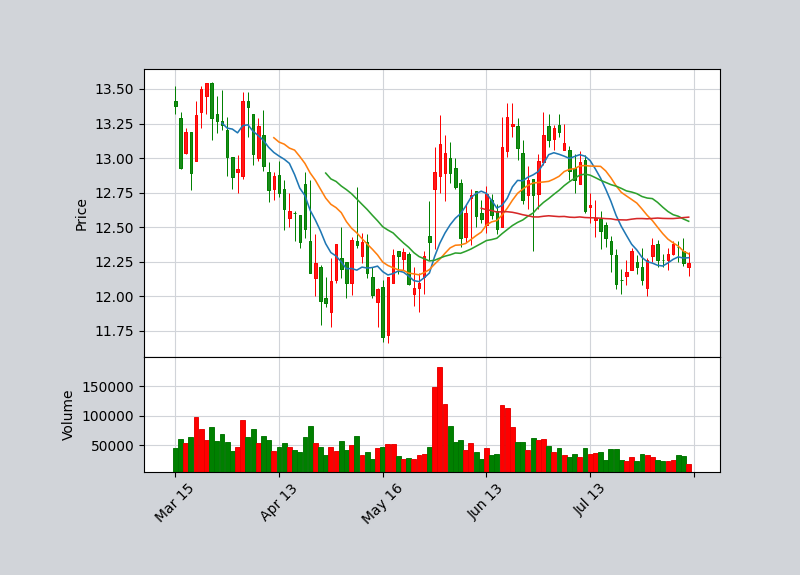 Price
13.50
13.25
13.00
12.75
12.50
12.25
12.00
11.75
Volume
150000
100000
50000
Mar 15
Apr 13
May 16
Jun 13
Jul 13